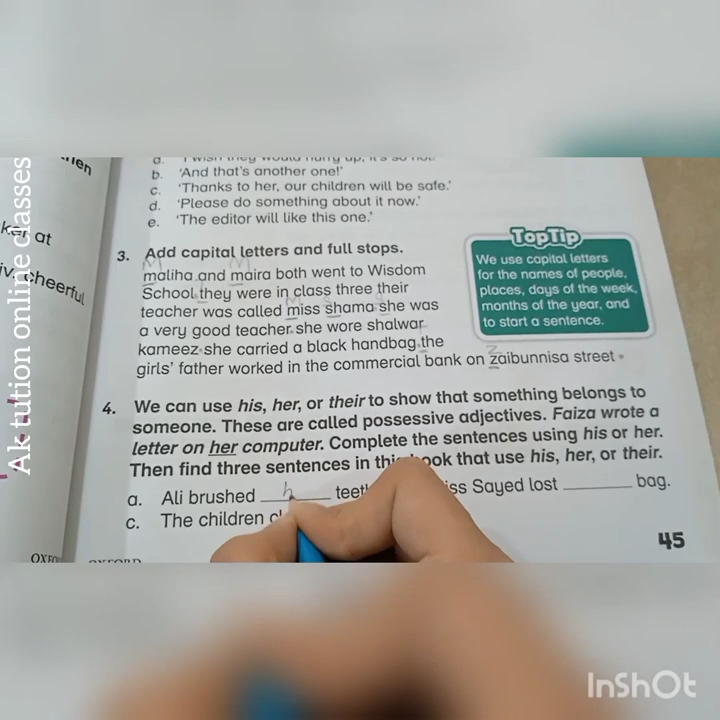 Ak tution online classes
ker at
cheerful
b. 'And that's another one!'
c. 'Thanks to her, our children will be safe.'
d. 'Please do something about it now.'
e. 'The editor will like this one.'
3. Add capital letters and full stops.
maliha and maira both went to Wisdom
School they were in class three their
teacher was called miss shama she was
a very good teacher. she wore shalwar
kameez. she carried a black handbag. the
girls' father worked in the commercial bank on zaibunnisa street.
TopTip
We use capital letters
for the names of people,
places, days of the week,
months of the year, and
to start a sentence.
4. We can use his, her, or their to show that something belongs to
someone. These are called possessive adjectives. Faiza wrote a
letter on her computer. Complete the sentences using his or her.
Then find three sentences in this book that use his, her, or their.
a. Ali brushed h____ Sayed lost ____ bag.
c. The children
45
InShOt